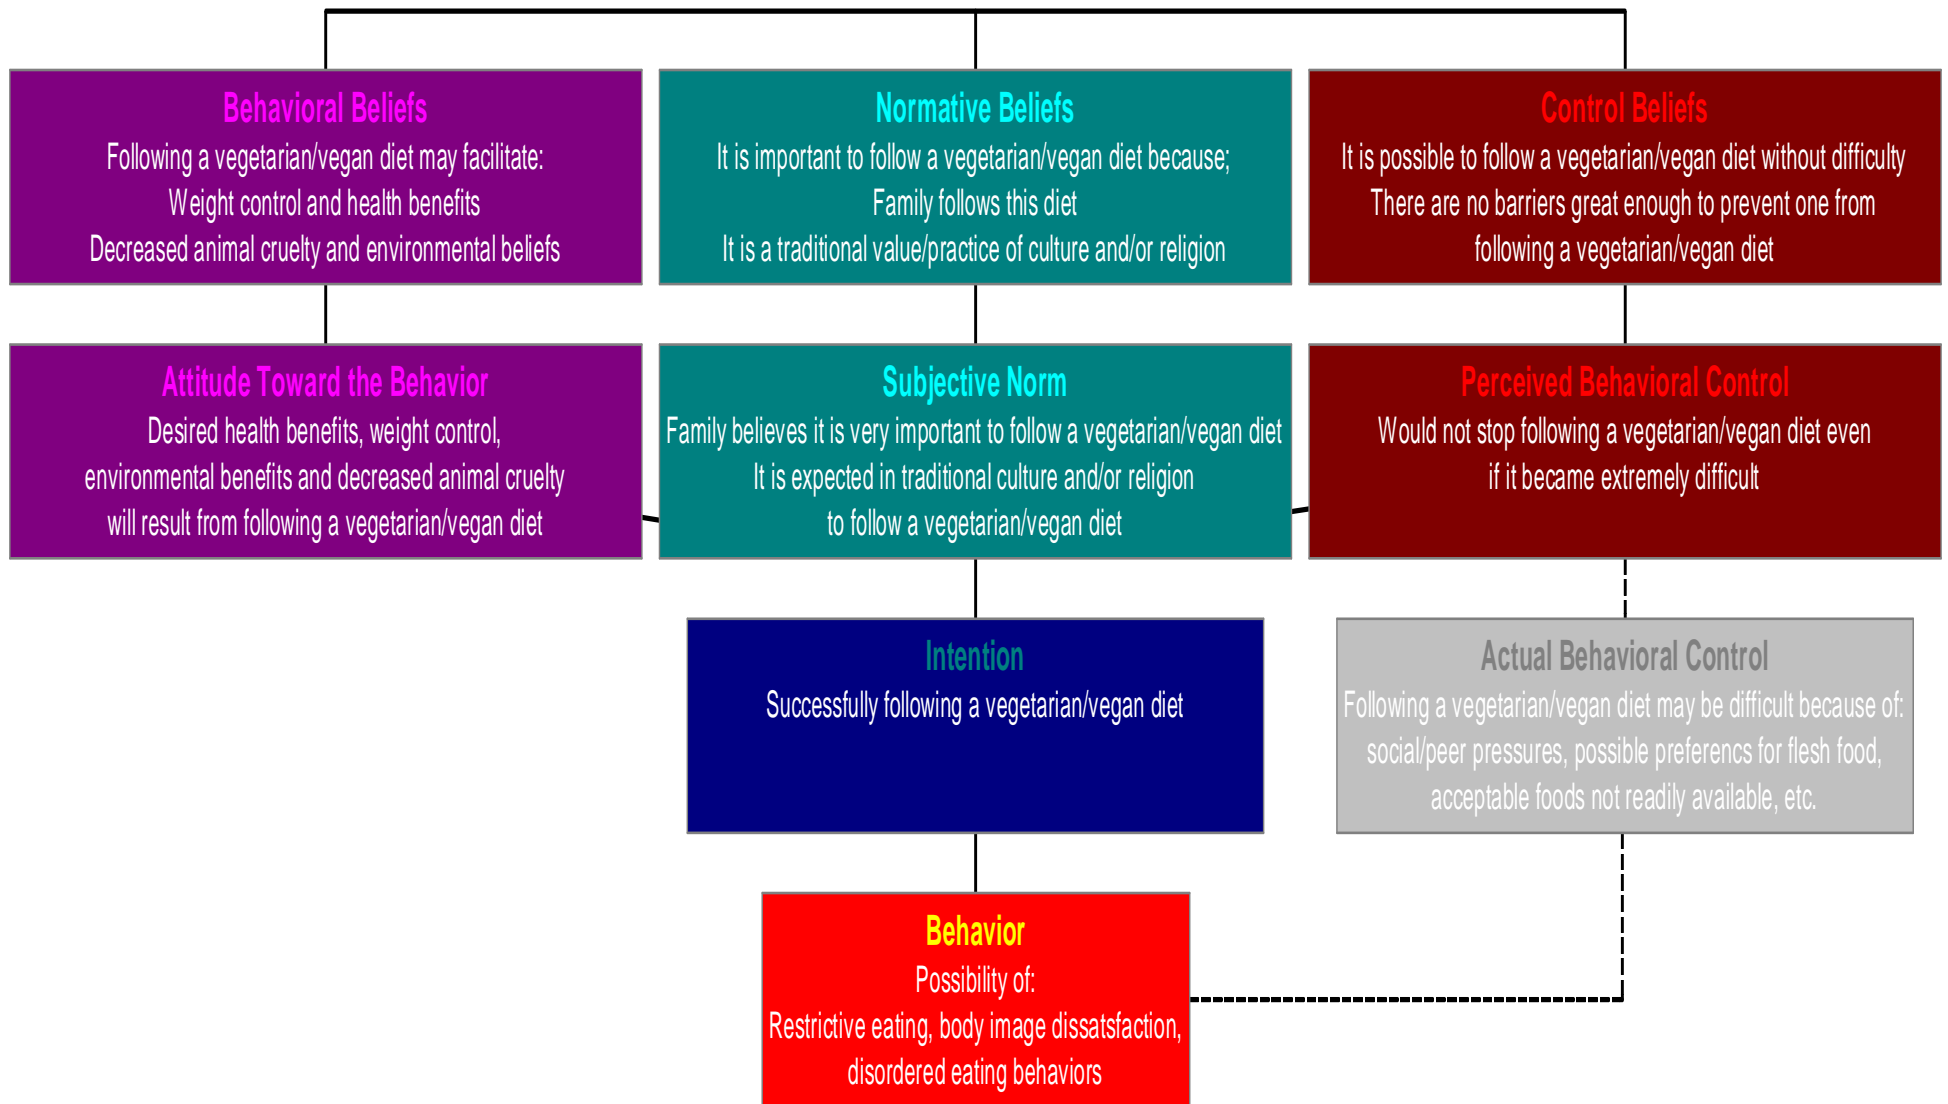 Behavioral Beliefs
Following a vegetarian/vegan diet may facilitate:
Weight control and health benefits
Decreased animal cruelty and environmental beliefs
Normative Beliefs
It is important to follow a vegetarian/vegan diet because;
Family follows this diet
It is a traditional value/practice of culture and/or religion
Control Beliefs
It is possible to follow a vegetarian/vegan diet without difficulty
There are no barriers great enough to prevent one from
following a vegetarian/vegan diet
Attitude Toward the Behavior
Desired health benefits, weight control,
environmental benefits and decreased animal cruelty
will result from following a vegetarian/vegan diet
Subjective Norm
Family believes it is very important to follow a vegetarian/vegan diet
It is expected in traditional culture and/or religion
to follow a vegetarian/vegan diet
Perceived Behavioral Control
Would not stop following a vegetarian/vegan diet even
if it became extremely difficult
Intention
Successfully following a vegetarian/vegan diet
Actual Behavioral Control
Following a vegetarian/vegan diet may be difficult because of:
social/peer pressures, possible preferencs for flesh food,
acceptable foods not readily available, etc.
Behavior
Possibility of:
Restrictive eating, body image dissatsfaction,
disordered eating behaviors